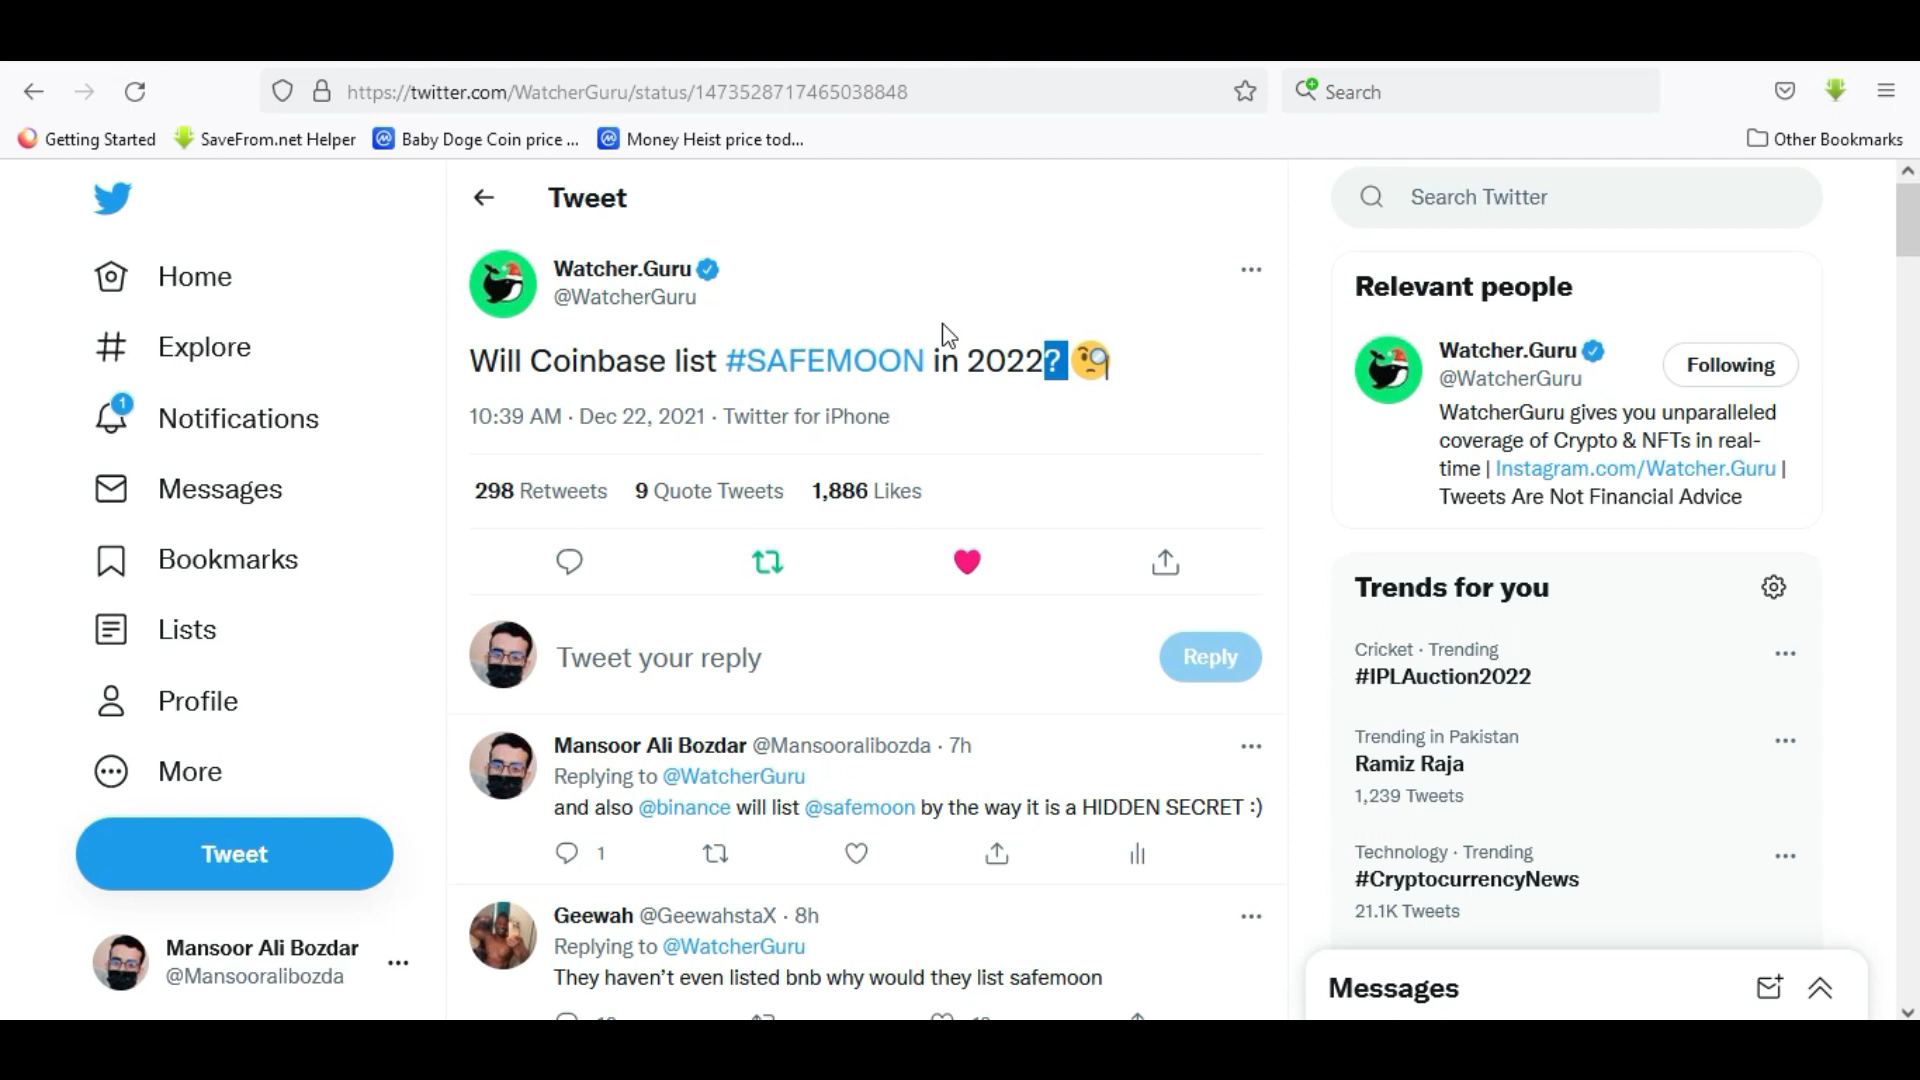 https://twitter.com/WatcherGuru/status/1473528717465038848
Search
Getting Started
SaveFrom.net Helper
Baby Doge Coin price ...
Money Heist price tod...
Other Bookmarks
Home
Explore
1
Notifications
Messages
Bookmarks
Lists
Profile
More
Tweet
Mansoor Ali Bozdar
@Mansooralibozda
Tweet
Watcher.Guru
@WatcherGuru
Will Coinbase list #SAFEMOON in 2022?🧐
10:39 AM · Dec 22, 2021 · Twitter for iPhone
298 Retweets 9 Quote Tweets 1,886 Likes
Tweet your reply
Reply
Mansoor Ali Bozdar @Mansooralibozda · 7h
Replying to @WatcherGuru
and also @binance will list @safemoon by the way it is a HIDDEN SECRET :)
1
Geewah @GeewahstaX · 8h
Replying to @WatcherGuru
They haven't even listed bnb why would they list safemoon
Search Twitter
Relevant people
Watcher.Guru
@WatcherGuru
Following
WatcherGuru gives you unparalleled
coverage of Crypto & NFTs in real-
time | Instagram.com/Watcher.Guru |
Tweets Are Not Financial Advice
Trends for you
Cricket · Trending
#IPLAuction2022
Trending in Pakistan
Ramiz Raja
1,239 Tweets
Technology · Trending
#CryptocurrencyNews
21.1K Tweets
Messages